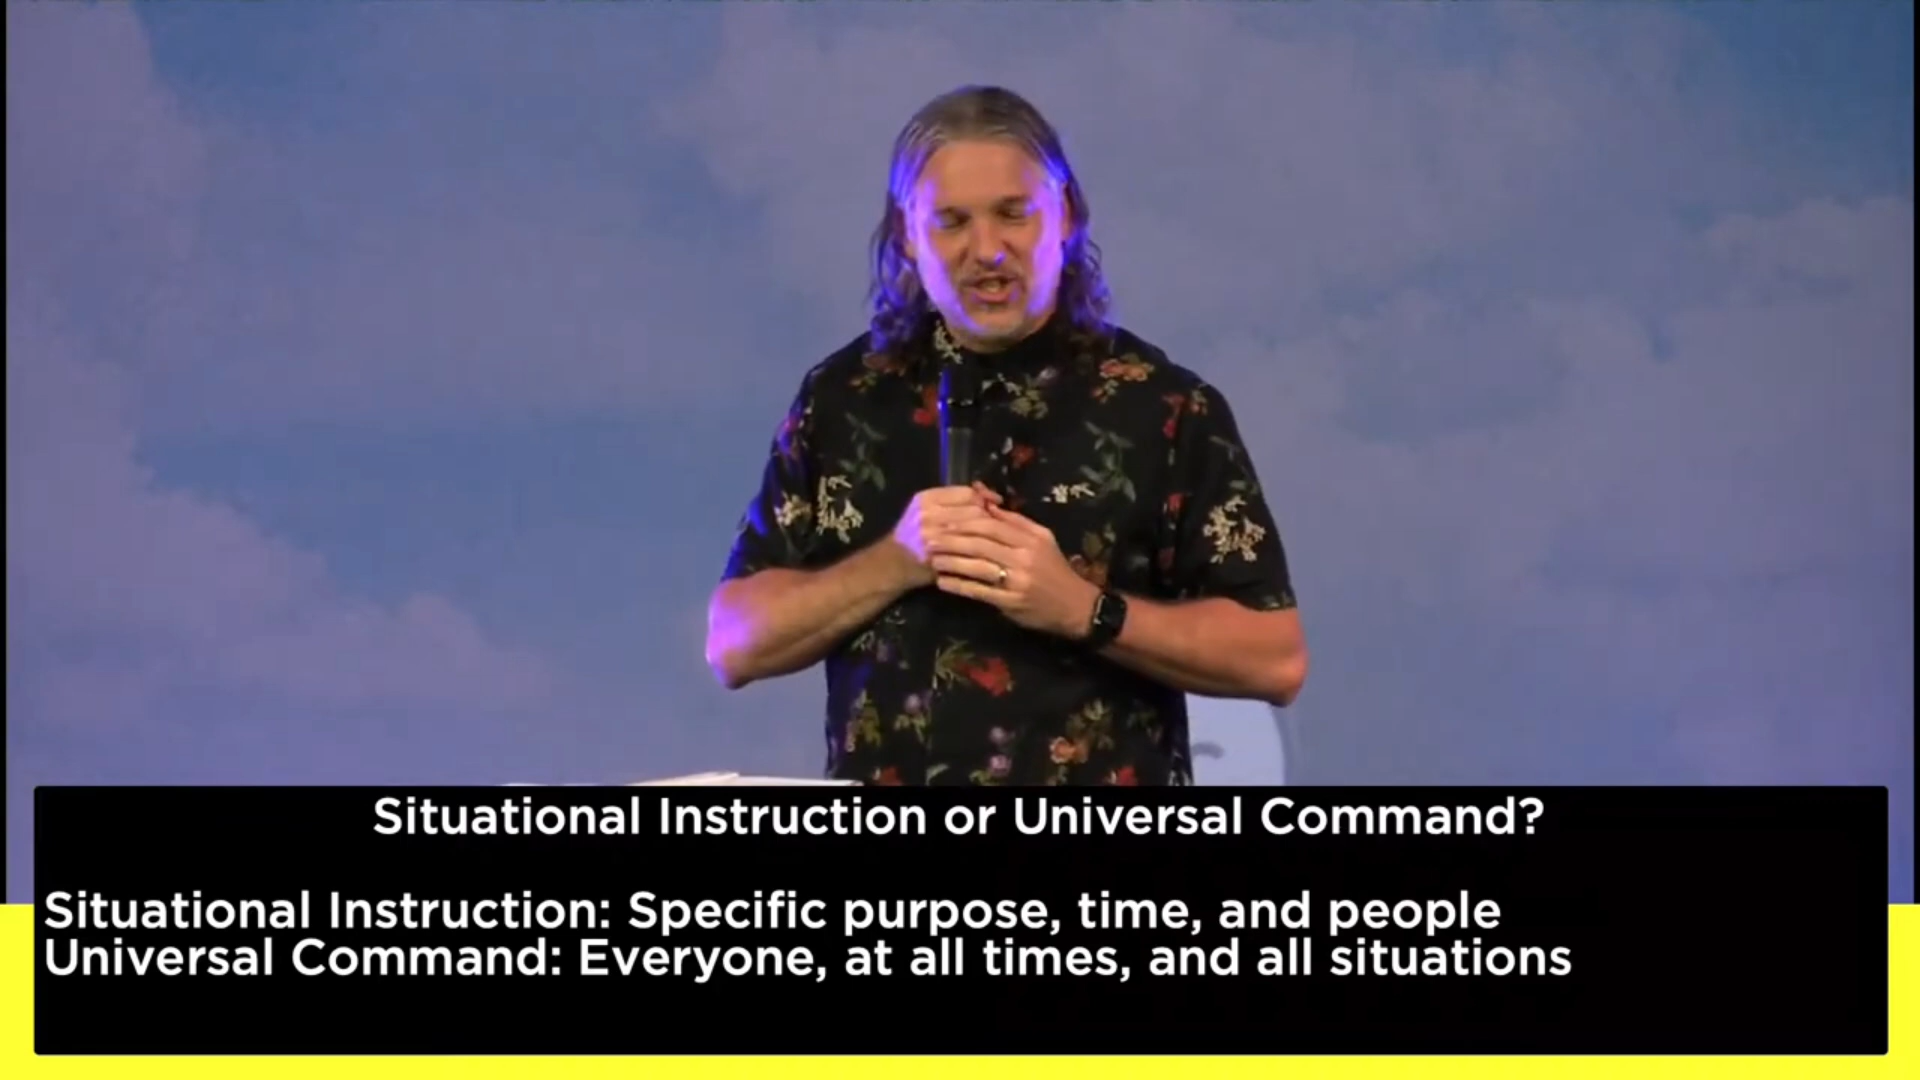 Situational Instruction or Universal Command?
Situational Instruction: Specific purpose, time, and people
Universal Command: Everyone, at all times, and all situations